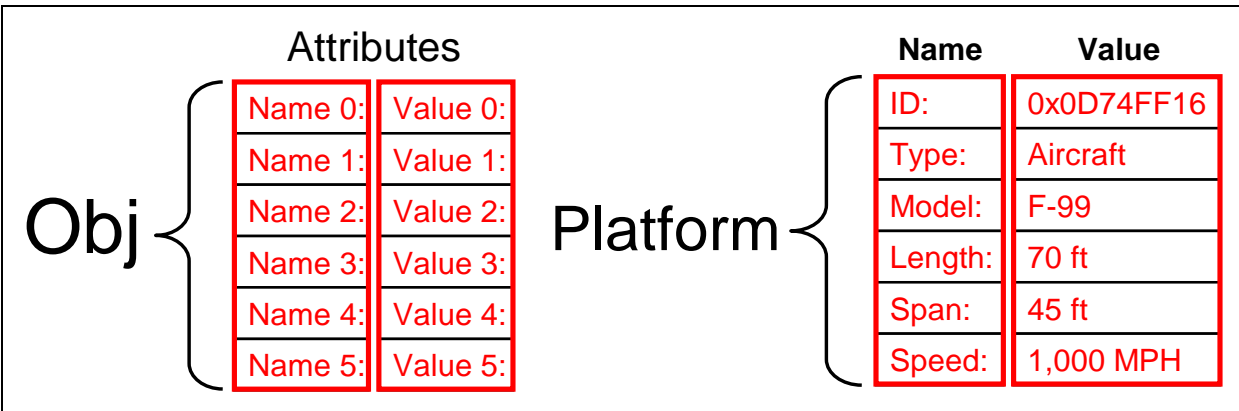 Attributes
Obj
Name 0: Value 0:
Name 1: Value 1:
Name 2: Value 2:
Name 3: Value 3:
Name 4: Value 4:
Name 5: Value 5:
Platform
Name Value
ID: 0x0D74FF16
Type: Aircraft
Model: F-99
Length: 70 ft
Span: 45 ft
Speed: 1,000 MPH